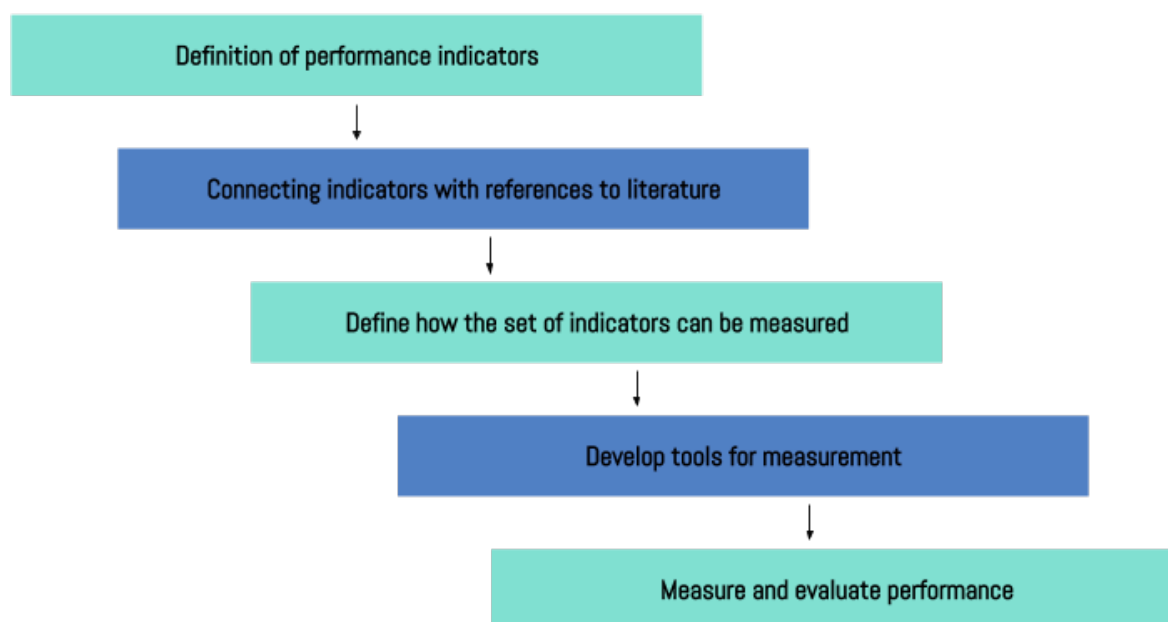 Definition of performance indicators
Connecting indicators with references to literature
Define how the set of indicators can be measured
Develop tools for measurement
Measure and evaluate performance